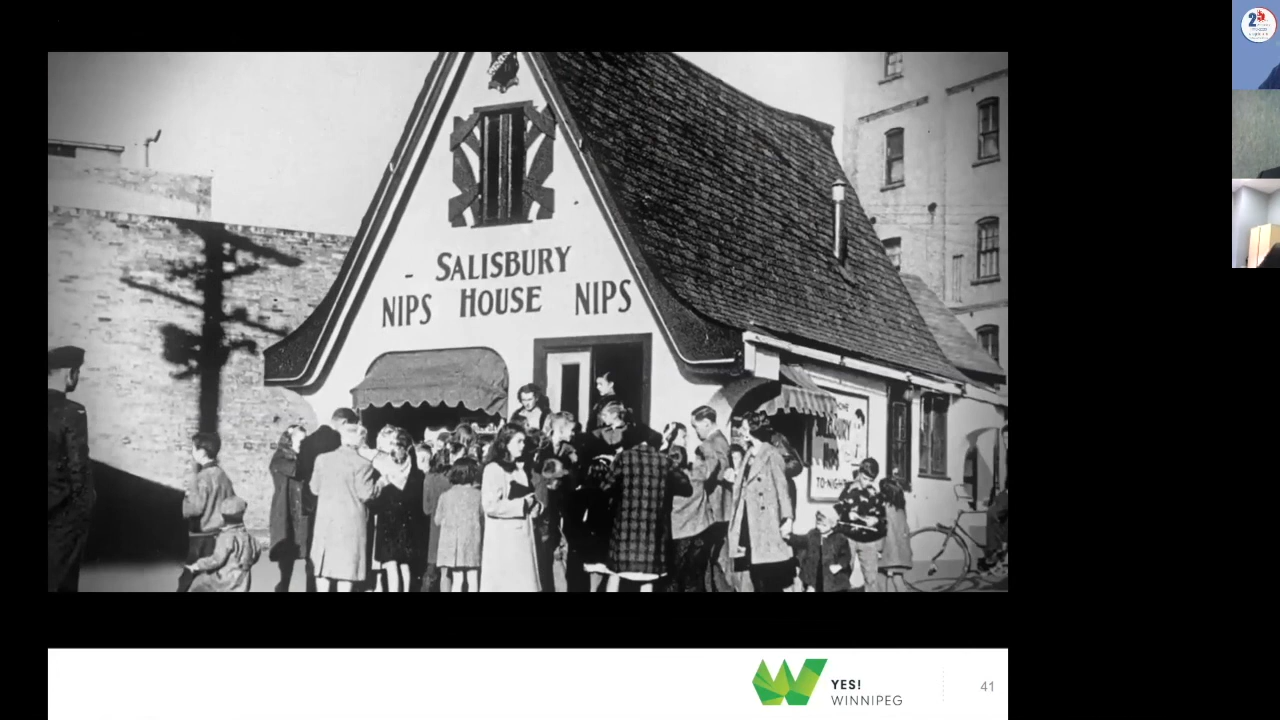 - SALISBURY
NIPS HOUSE NIPS
TO-NIGHT
YES!
WINNIPEG
41